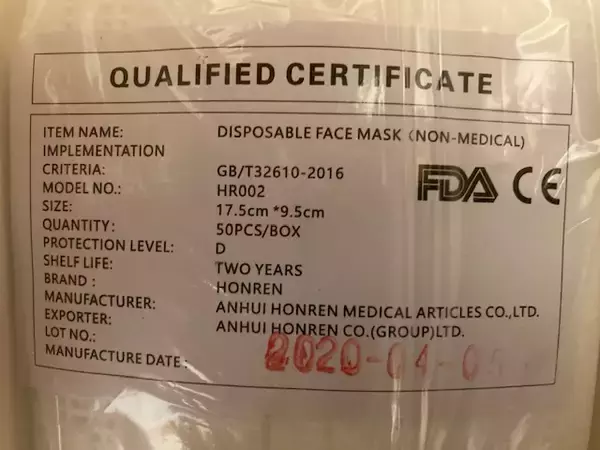 QUALIFIED CERTIFICATE
ITEM NAME: DISPOSABLE FACE MASK (NON-MEDICAL)
IMPLEMENTATION
CRITERIA: GB/T32610-2016
MODEL NO.: HR002
FDA CE
SIZE: 17.5cm *9.5cm
QUANTITY: 50PCS/BOX
PROTECTION LEVEL: D
SHELF LIFE: TWO YEARS
BRAND : HONREN
MANUFACTURER: ANHUI HONREN MEDICAL ARTICLES CO.,LTD.
EXPORTER: ANHUI HONREN CO.(GROUP)LTD.
LOT NO.:
MANUFACTURE DATE : 2020-04-